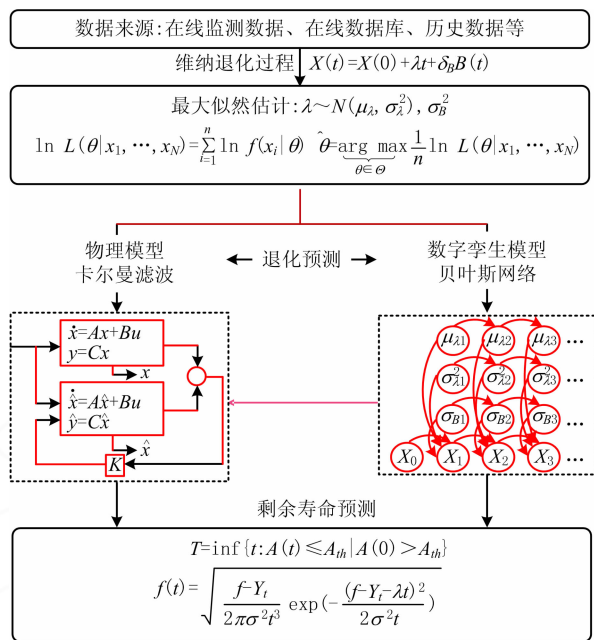 数据来源:在线监测数据、在线数据库、历史数据等
维纳退化过程 X(t)=X(0)+λt+δ_B B(t)
最大似然估计:λ~N(μ_λ, σ_λ^2), σ_B^2
ln L(θ|x_1, …, x_N)=∑_{i=1}^{n} ln f(x_i|θ) θ̂=arg max_{θ∈Θ} 1/n ln L(θ|x_1, …, x_N)
物理模型
卡尔曼滤波
退化预测
数字孪生模型
贝叶斯网络
ẋ=Ax+Bu
y=Cx
x
x̂̇=Ax̂+Bu
ŷ=Cx̂
x̂
K
μ_λ1 μ_λ2 μ_λ3 …
σ_λ1^2 σ_λ2^2 σ_λ3^2 …
σ_B1 σ_B2 σ_B3 …
X_0 X_1 X_2 X_3 …
剩余寿命预测
T=inf{t:A(t)≤A_th|A(0)>A_th}
f(t)=√((f-Y_t)/(2πσ^2t^3) exp(-(f-Y_t-λt)^2/(2σ^2t)))